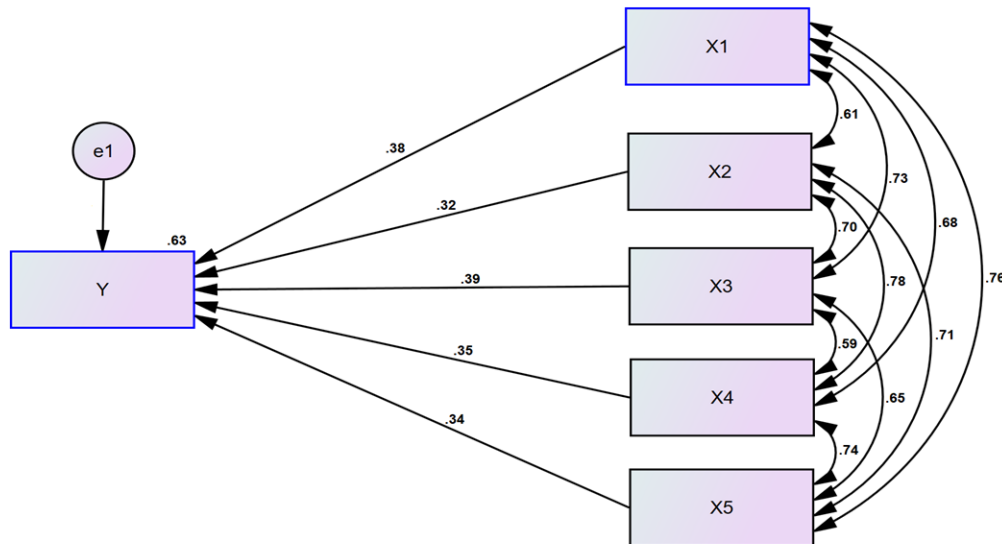 X1
.61
e1
.38
X2
.73
.32
.70
.68
.63
Y
.39
X3
.78
.76
.59
.71
.35
X4
.65
.34
.74
X5